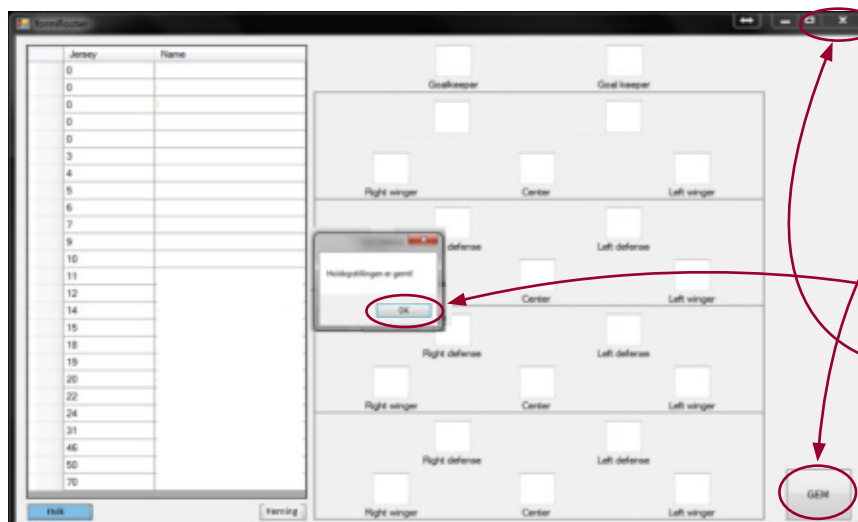 formRoster
Jersey Name
0
0
0
0
0
3
4
5
6
7
9
10
11
12
14
15
18
19
20
22
24
31
46
50
70
Hvik Herning
Goalkeeper Goal keeper
Right winger Center Left winger
defense Left defense
Center Left winger
Right defense Left defense
Right winger Center Left winger
Right defense Left defense
Right winger Center Left winger
Holdopstillingen er gemt!
OK
GEM